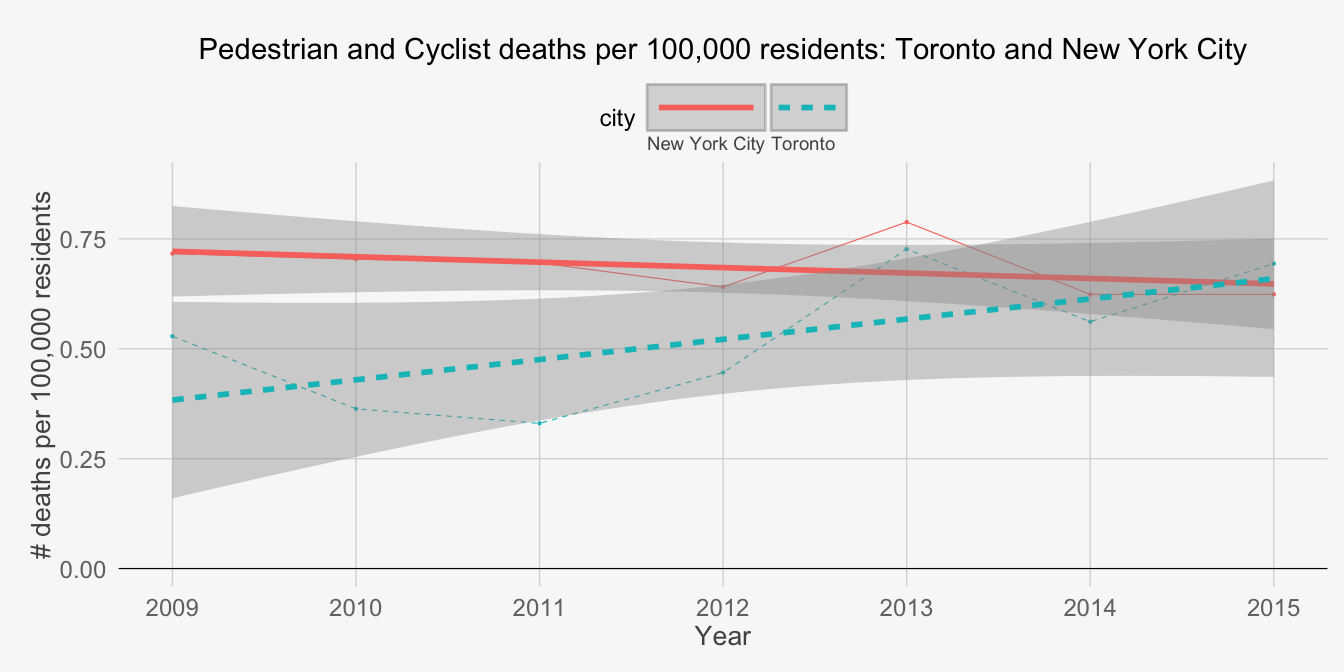 Pedestrian and Cyclist deaths per 100,000 residents: Toronto and New York City
city
New York City Toronto
# deaths per 100,000 residents
0.75
0.50
0.25
0.00
2009 2010 2011 2012 2013 2014 2015
Year